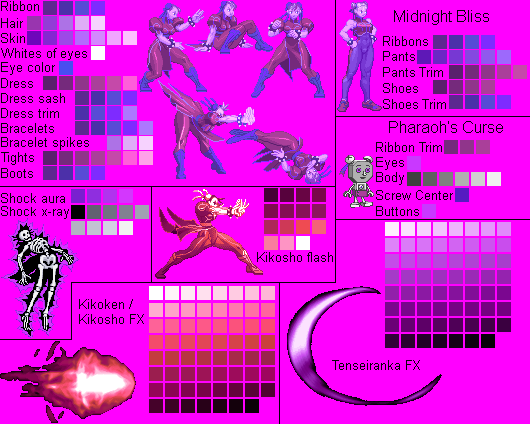 Ribbon
Hair
Skin
Whites of eyes
Eye color
Dress
Dress sash
Dress trim
Bracelets
Bracelet spikes
Tights
Boots
Shock aura
Shock x-ray
Kikosho flash
Kikoken /
Kikosho FX
Midnight Bliss
Ribbons
Pants
Pants Trim
Shoes
Shoes Trim
Pharaoh's Curse
Ribbon Trim
Eyes
Body
Screw Center
Buttons
Tenseiranka FX